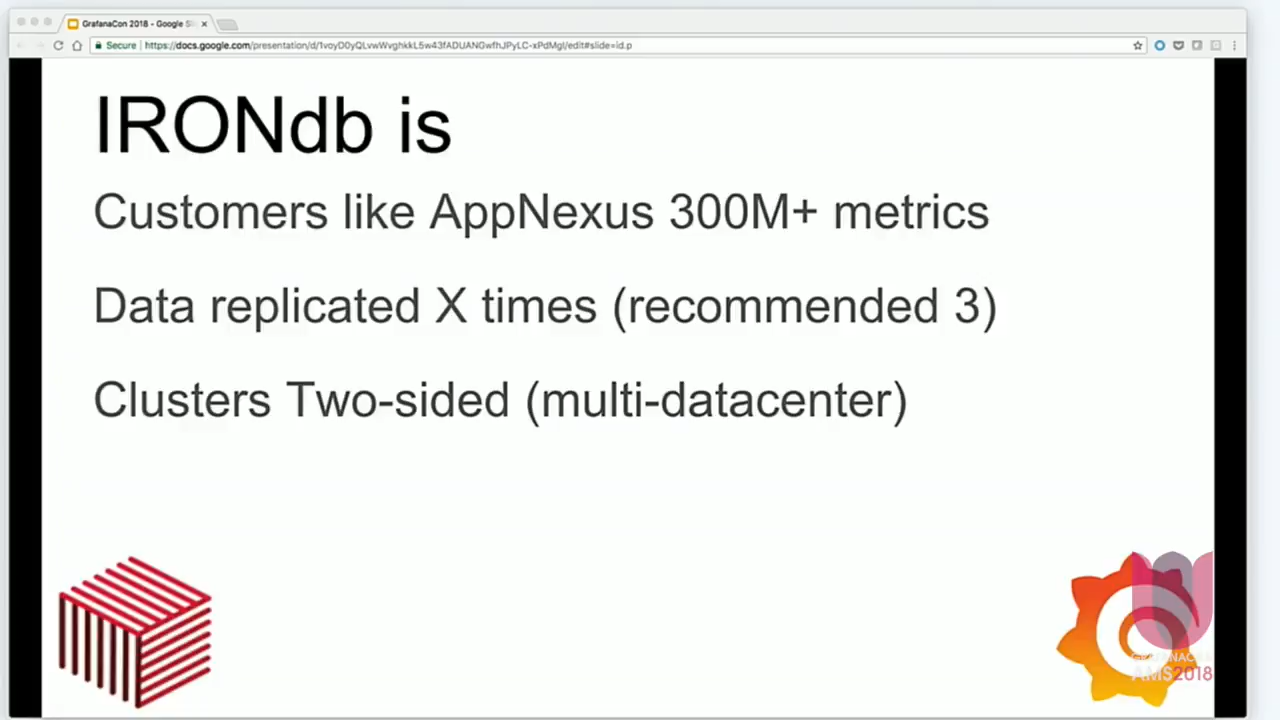 GrafanaCon 2018 - Google Sl
Secure
https://docs.google.com/presentation/d/1voyD0yQLvwWvghkkL5w43fADUANGwfhJPyLC-xPdMgI/edit#slide=id.p
IRONdb is
Customers like AppNexus 300M+ metrics
Data replicated X times (recommended 3)
Clusters Two-sided (multi-datacenter)
AMS2018